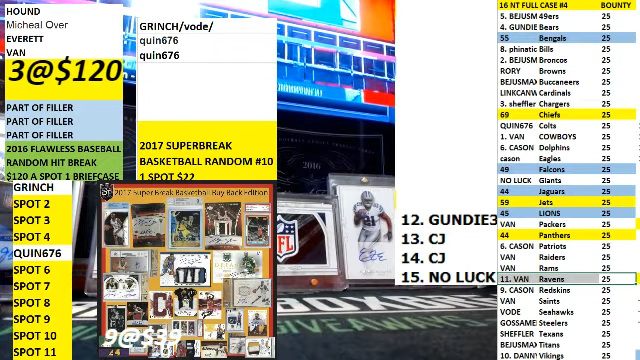 HOUND
Micheal Over
EVERETT
VAN
3@$120
PART OF FILLER
PART OF FILLER
PART OF FILLER
2016 FLAWLESS BASEBALL
RANDOM HIT BREAK
$120 A SPOT 1 BRIEFCASE
GRINCH/vode/
quin676
quin676
2017 SUPERBREAK
BASKETBALL RANDOM #10
1 SPOT $22
GRINCH
SPOT 2
SPOT 3
SPOT 4
QUIN676
SPOT 6
SPOT 7
SPOT 8
SPOT 9
SPOT 10
SPOT 11
2017 Super Break Basketball Buy Back Edition
9@$39
NFL
12. GUNDIE3
13. CJ
14. CJ
15. NO LUCK
16 NT FULL CASE #4 BOUNTY
5. BEJUSM 49ers 25
4. GUNDIE Bears 25
55 Bengals 25
8. phinatic Bills 25
2. BEJUSM Broncos 25
RORY Browns 25
BEJUSMA Buccaneers 25
LINKCANV Cardinals 25
3. sheffler Chargers 25
69 Chiefs 25
QUIN676 Colts 25
1. VAN COWBOYS 25
6. CASON Dolphins 25
cason Eagles 25
49 Falcons 25
NO LUCK Giants 25
44 Jaguars 25
59 Jets 25
45 LIONS 25
VAN Packers 25
44 Panthers 25
6. CASON Patriots 25
VAN Raiders 25
VAN Rams 25
11. VAN Ravens 25
9. CASON Redskins 25
VAN Saints 25
VODE Seahawks 25
GOSSAME Steelers 25
SHEFFLER Texans 25
BEJUSMA Titans 25
10. DANN Vikings 25